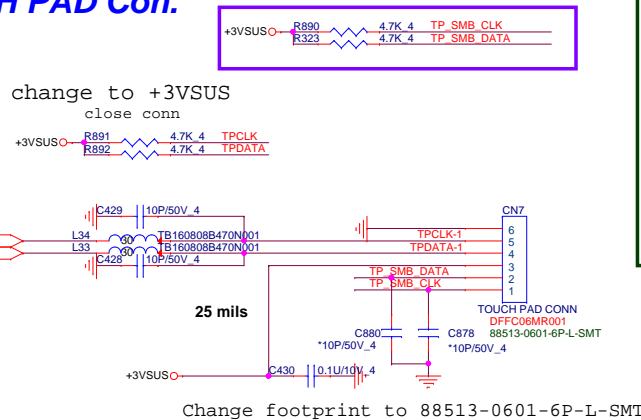 H PAD Con.
+3VSUS R890 4.7K_4 TP_SMB_CLK
R323 4.7K_4 TP_SMB_DATA
change to +3VSUS
close conn
+3VSUS R891 4.7K_4 TPCLK
R892 4.7K_4 TPDATA
CN7
C429 10P/50V_4
6
L34 30 TB160808B470N001 TPCLK-1 5
L33 30 TB160808B470N001 TPDATA-1 4
C428 10P/50V_4
3
TP_SMB_DATA 2
TP_SMB_CLK 1
TOUCH PAD CONN
DFFC06MR001
88513-0601-6P-L-SMT
25 mils
C880 C878
*10P/50V_4 *10P/50V_4
+3VSUS C430 0.1U/10V_4
Change footprint to 88513-0601-6P-L-SMT